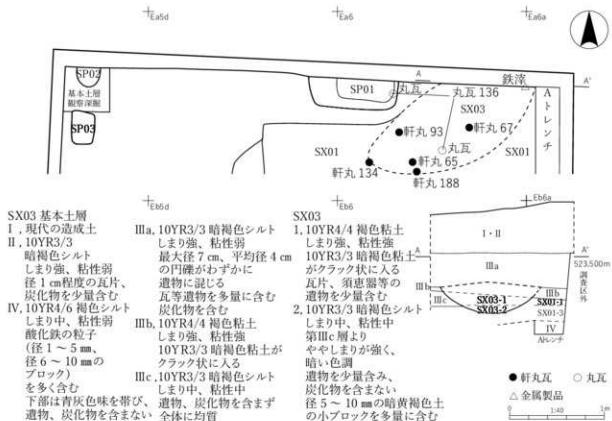 Ea5d
Ea6
Ea6a
SP02
基本土層
観察深掘
SP03
SP01
丸瓦
A
丸瓦 136
鉄滓
A'
SX03
Aトレンチ
軒丸 93
軒丸 67
丸瓦
SX01
SX01
軒丸 134
軒丸 65
軒丸 188
Eb5d
Eb6
Eb6a
SX03 基本土層
Ⅰ, 現代の造成土
Ⅱ, 10YR3/3
暗褐色シルト
しまり強、粘性弱
径 1 cm程度の瓦片、
炭化物を少量含む
Ⅳ, 10YR4/6 褐色シルト
しまり中、粘性弱
酸化鉄の粒子
(径 1 ~ 5 ㎜、
径 6 ~ 10 ㎜の
ブロック)
を多く含む
下部は青灰色味を帯び、
遺物、炭化物を含まない
Ⅲa, 10YR3/3 暗褐色シルト
しまり強、粘性弱
最大径 7 cm、平均径 4 cm
の円礫がわずかに
遺物に混じる
瓦等遺物を多量に含む
炭化物を含む
Ⅲb, 10YR4/4 褐色粘土
しまり強、粘性強
10YR3/3 暗褐色粘土が
クラック状に入る
Ⅲc, 10YR3/3 暗褐色シルト
しまり中、粘性中
遺物、炭化物を含まず
全体に均質
SX03
1, 10YR4/4 褐色粘土
しまり強、粘性強
10YR3/3 暗褐色粘土
がクラック状に入る
瓦片、須恵器等の
遺物を少量含む
2, 10YR3/3 暗褐色シルト
しまり中、粘性中
第Ⅲc 層より
ややしまりが強く、
暗い色調
遺物を少量含み、
炭化物を含まない
径 5 ~ 10 ㎜の暗黄褐色土
の小ブロックを多量に含む
Ⅰ・Ⅱ
A
A'
523.500m
Ⅲa
調査区外
Ⅲb
Ⅲb
Ⅲc
SX03-1
SX01-1
SX03-2
SX01-3
Ⅳ
Aトレンチ
● 軒丸瓦 ○ 丸瓦
△ 金属製品
0 1:40 1m